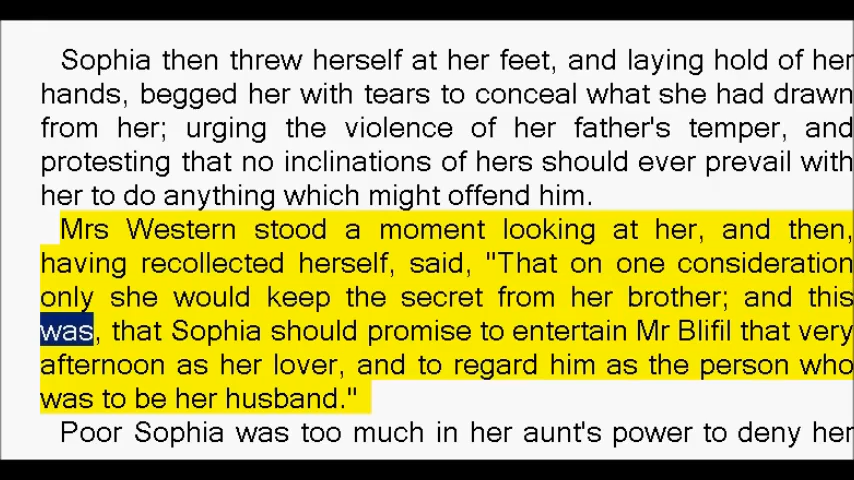 Sophia then threw herself at her feet, and laying hold of her
hands, begged her with tears to conceal what she had drawn
from her; urging the violence of her father's temper, and
protesting that no inclinations of hers should ever prevail with
her to do anything which might offend him.
Mrs Western stood a moment looking at her, and then,
having recollected herself, said, "That on one consideration
only she would keep the secret from her brother; and this
was, that Sophia should promise to entertain Mr Blifil that very
afternoon as her lover, and to regard him as the person who
was to be her husband."
Poor Sophia was too much in her aunt's power to deny her